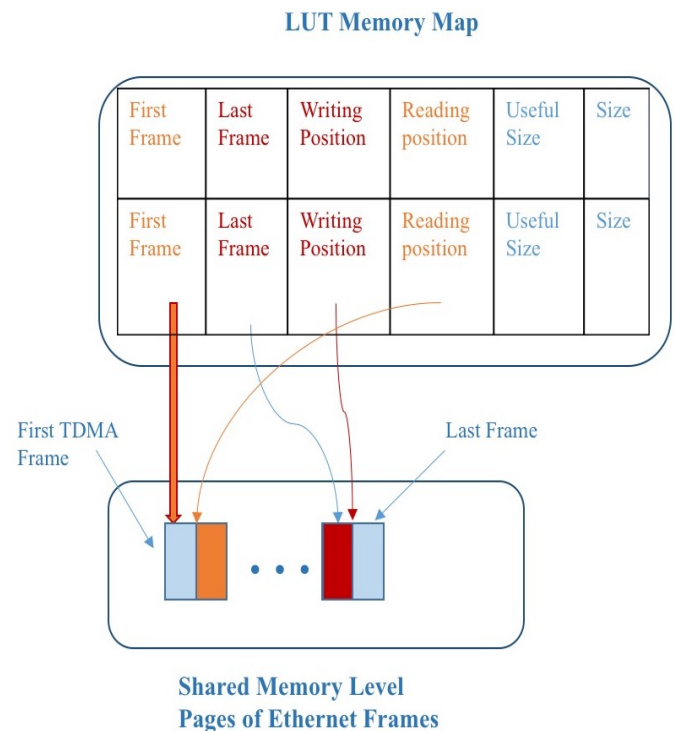 LUT Memory Map
First Last Writing Reading Useful Size
Frame Frame Position position Size
First Last Writing Reading Useful Size
Frame Frame Position position Size
First TDMA
Frame
Last Frame
Shared Memory Level
Pages of Ethernet Frames